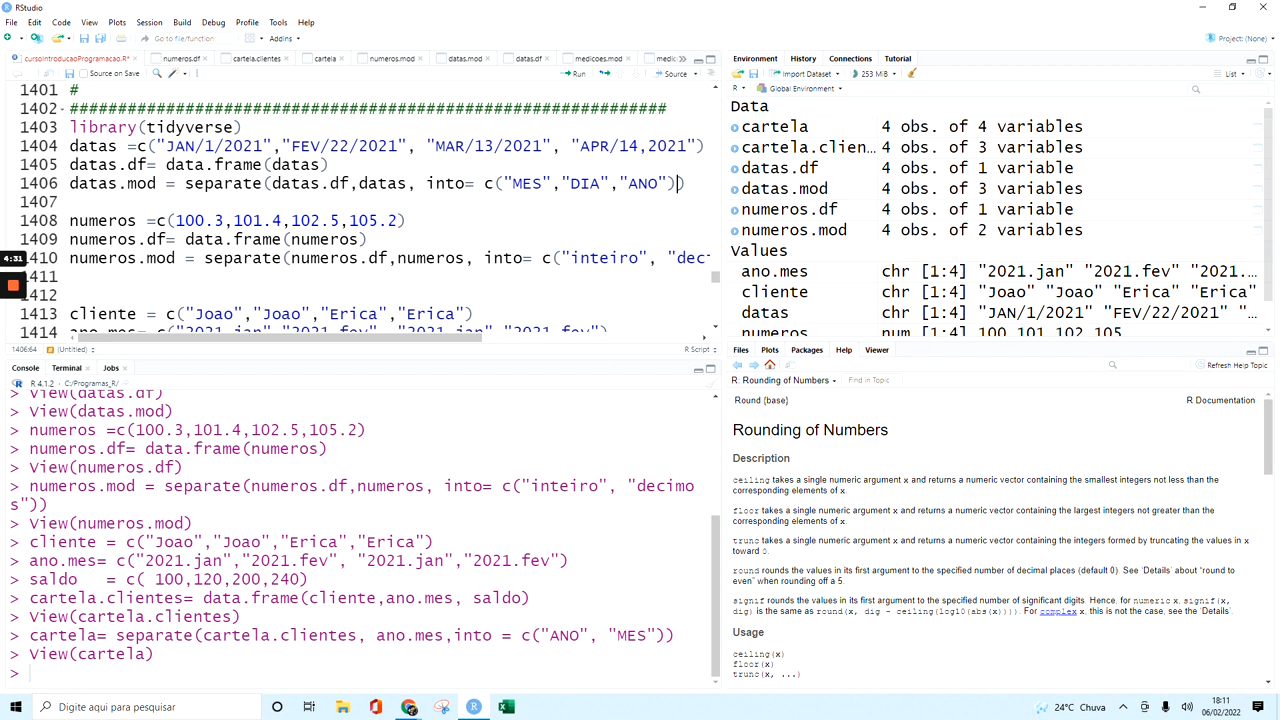 RStudio
File Edit Code View Plots Session Build Debug Profile Tools Help
Go to file/function Addins Project: (None)
cursoIntroducaoProgramacao.R* numeros.df cartela.clientes cartela numeros.mod datas.mod datas.df medicoes.mod medic
Source on Save Run Source
1401 #
1402 ##############################################################
1403 library(tidyverse)
1404 datas =c("JAN/1/2021","FEV/22/2021", "MAR/13/2021", "APR/14,2021")
1405 datas.df= data.frame(datas)
1406 datas.mod = separate(datas.df,datas, into= c("MES","DIA","ANO"))
1407
1408 numeros =c(100.3,101.4,102.5,105.2)
1409 numeros.df= data.frame(numeros)
4:31
1410 numeros.mod = separate(numeros.df,numeros, into= c("inteiro", "dec
1411
1412
1413 cliente = c("Joao","Joao","Erica","Erica")
1414 ano.mes= c("2021.jan","2021.fev", "2021.jan","2021.fev")
1406:64 (Untitled) R Script
Console Terminal Jobs
R 4.1.2 · C:/Programas_R/
> View(datas.df)
> View(datas.mod)
> numeros =c(100.3,101.4,102.5,105.2)
> numeros.df= data.frame(numeros)
> View(numeros.df)
> numeros.mod = separate(numeros.df,numeros, into= c("inteiro", "decimo
s"))
> View(numeros.mod)
> cliente = c("Joao","Joao","Erica","Erica")
> ano.mes= c("2021.jan","2021.fev", "2021.jan","2021.fev")
> saldo   = c( 100,120,200,240)
> cartela.clientes= data.frame(cliente,ano.mes, saldo)
> View(cartela.clientes)
> cartela= separate(cartela.clientes, ano.mes,into = c("ANO", "MES"))
> View(cartela)
>
Environment History Connections Tutorial
Import Dataset 253 MiB List
R Global Environment
Data
cartela 4 obs. of 4 variables
cartela.clien… 4 obs. of 3 variables
datas.df 4 obs. of 1 variable
datas.mod 4 obs. of 3 variables
numeros.df 4 obs. of 1 variable
numeros.mod 4 obs. of 2 variables
Values
ano.mes chr [1:4] "2021.jan" "2021.fev" "2021.…
cliente chr [1:4] "Joao" "Joao" "Erica" "Erica"
datas chr [1:4] "JAN/1/2021" "FEV/22/2021" "…
numeros num [1:4] 100 101 102 105
Files Plots Packages Help Viewer
Refresh Help Topic
R: Rounding of Numbers Find in Topic
Round {base} R Documentation
Rounding of Numbers
Description
ceiling takes a single numeric argument x and returns a numeric vector containing the smallest integers not less than the
corresponding elements of x.
floor takes a single numeric argument x and returns a numeric vector containing the largest integers not greater than the
corresponding elements of x.
trunc takes a single numeric argument x and returns a numeric vector containing the integers formed by truncating the values in x
toward 0.
round rounds the values in its first argument to the specified number of decimal places (default 0). See 'Details' about "round to
even" when rounding off a 5.
signif rounds the values in its first argument to the specified number of significant digits. Hence, for numeric x, signif(x,
dig) is the same as round(x, dig - ceiling(log10(abs(x)))). For complex x, this is not the case, see the 'Details'.
Usage
ceiling(x)
floor(x)
trunc(x, ...)
Digite aqui para pesquisar
24°C Chuva
18:11
06/02/2022